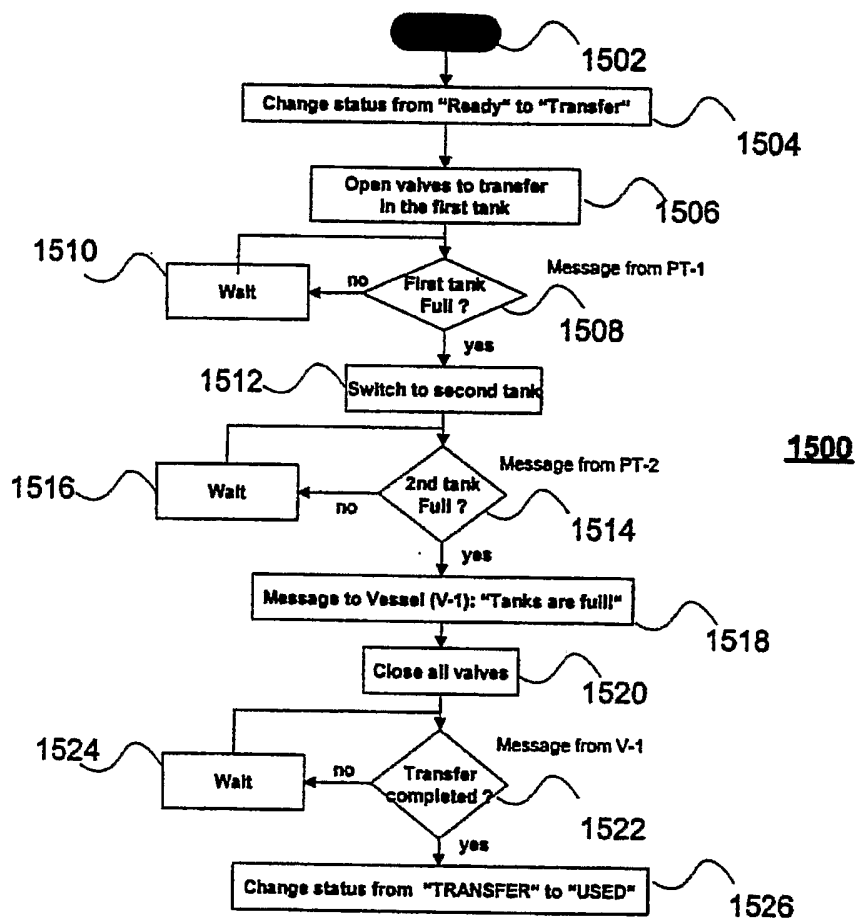 1502
Change status from "Ready" to "Transfer"
1504
Open valves to transfer
in the first tank
1506
1510
Wait
no
First tank
Full ?
Message from PT-1
1508
yes
1512
Switch to second tank
1500
Message from PT-2
1516
Wait
no
2nd tank
Full ?
1514
yes
Message to Vessel (V-1): "Tanks are full!"
1518
Close all valves
1520
Message from V-1
1524
Wait
no
Transfer
completed ?
1522
yes
Change status from "TRANSFER" to "USED"
1526